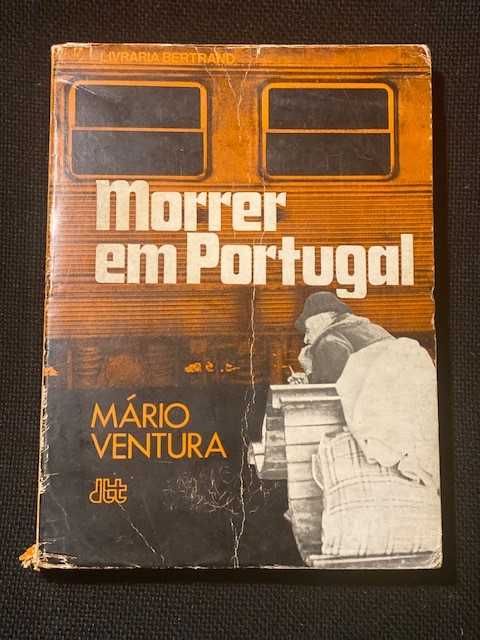 LIVRARIA BERTRAND
Morrer
em Portugal
MÁRIO
VENTURA
dtt